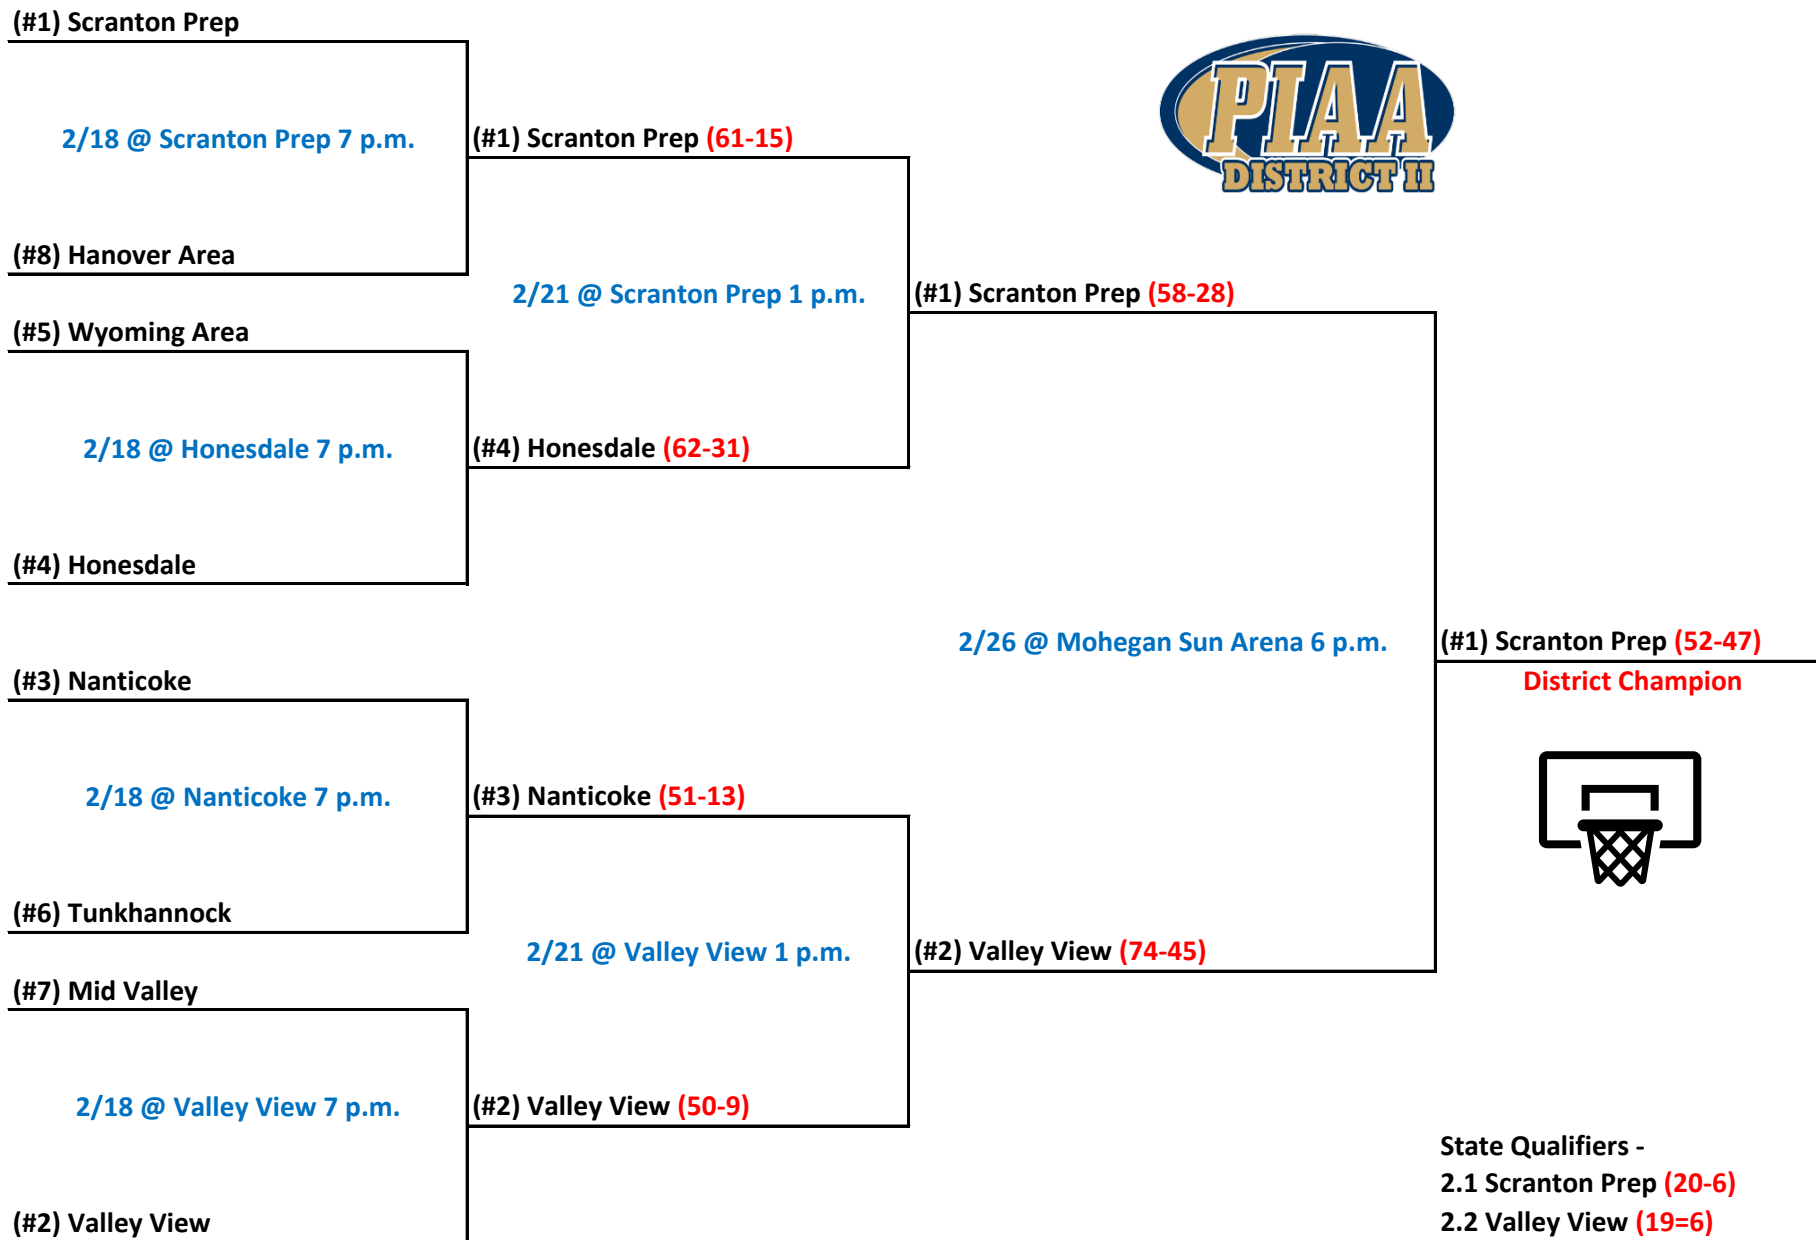 (#1) Scranton Prep
2/18 @ Scranton Prep 7 p.m.
(#8) Hanover Area
(#5) Wyoming Area
2/18 @ Honesdale 7 p.m.
(#4) Honesdale
(#3) Nanticoke
2/18 @ Nanticoke 7 p.m.
(#6) Tunkhannock
(#7) Mid Valley
2/18 @ Valley View 7 p.m.
(#2) Valley View
(#1) Scranton Prep (61-15)
2/21 @ Scranton Prep 1 p.m.
(#4) Honesdale (62-31)
(#3) Nanticoke (51-13)
2/21 @ Valley View 1 p.m.
(#2) Valley View (50-9)
(#1) Scranton Prep (58-28)
2/26 @ Mohegan Sun Arena 6 p.m.
(#2) Valley View (74-45)
PIAA
DISTRICT II
(#1) Scranton Prep (52-47)
District Champion
State Qualifiers -
2.1 Scranton Prep (20-6)
2.2 Valley View (19=6)